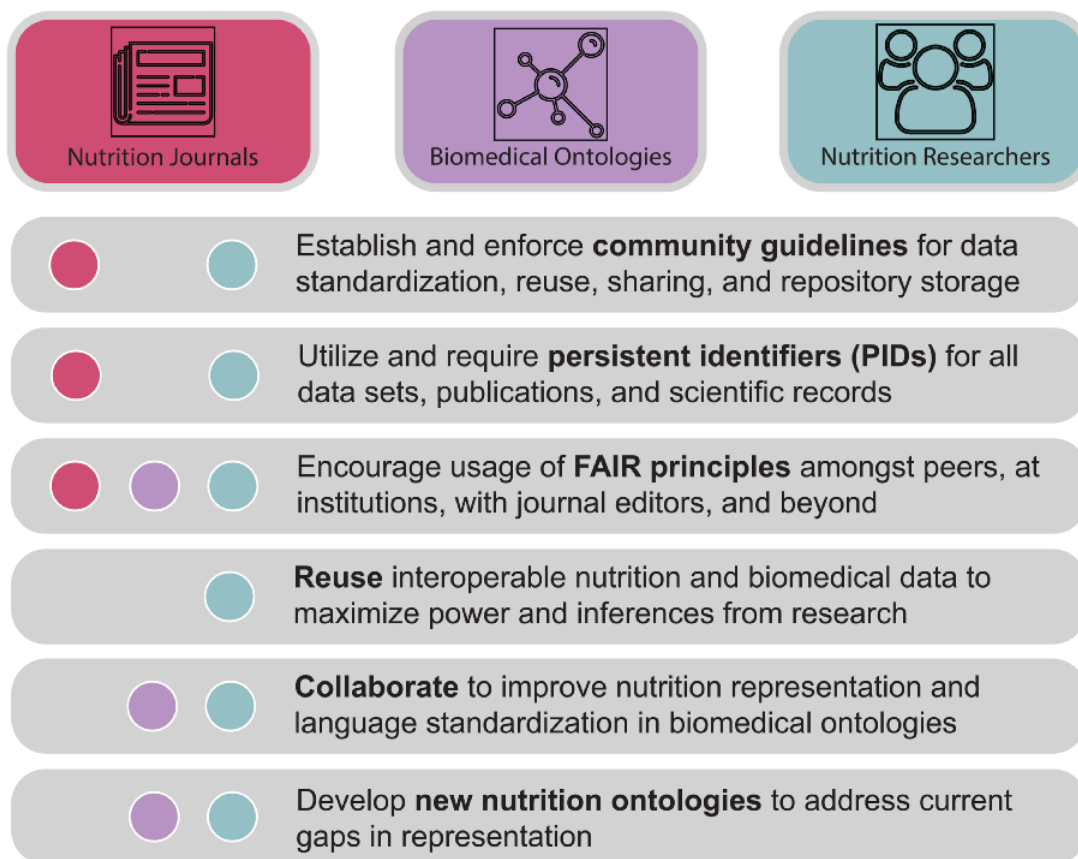 Nutrition Journals
Biomedical Ontologies
Nutrition Researchers
Establish and enforce community guidelines for data
standardization, reuse, sharing, and repository storage
Utilize and require persistent identifiers (PIDs) for all
data sets, publications, and scientific records
Encourage usage of FAIR principles amongst peers, at
institutions, with journal editors, and beyond
Reuse interoperable nutrition and biomedical data to
maximize power and inferences from research
Collaborate to improve nutrition representation and
language standardization in biomedical ontologies
Develop new nutrition ontologies to address current
gaps in representation